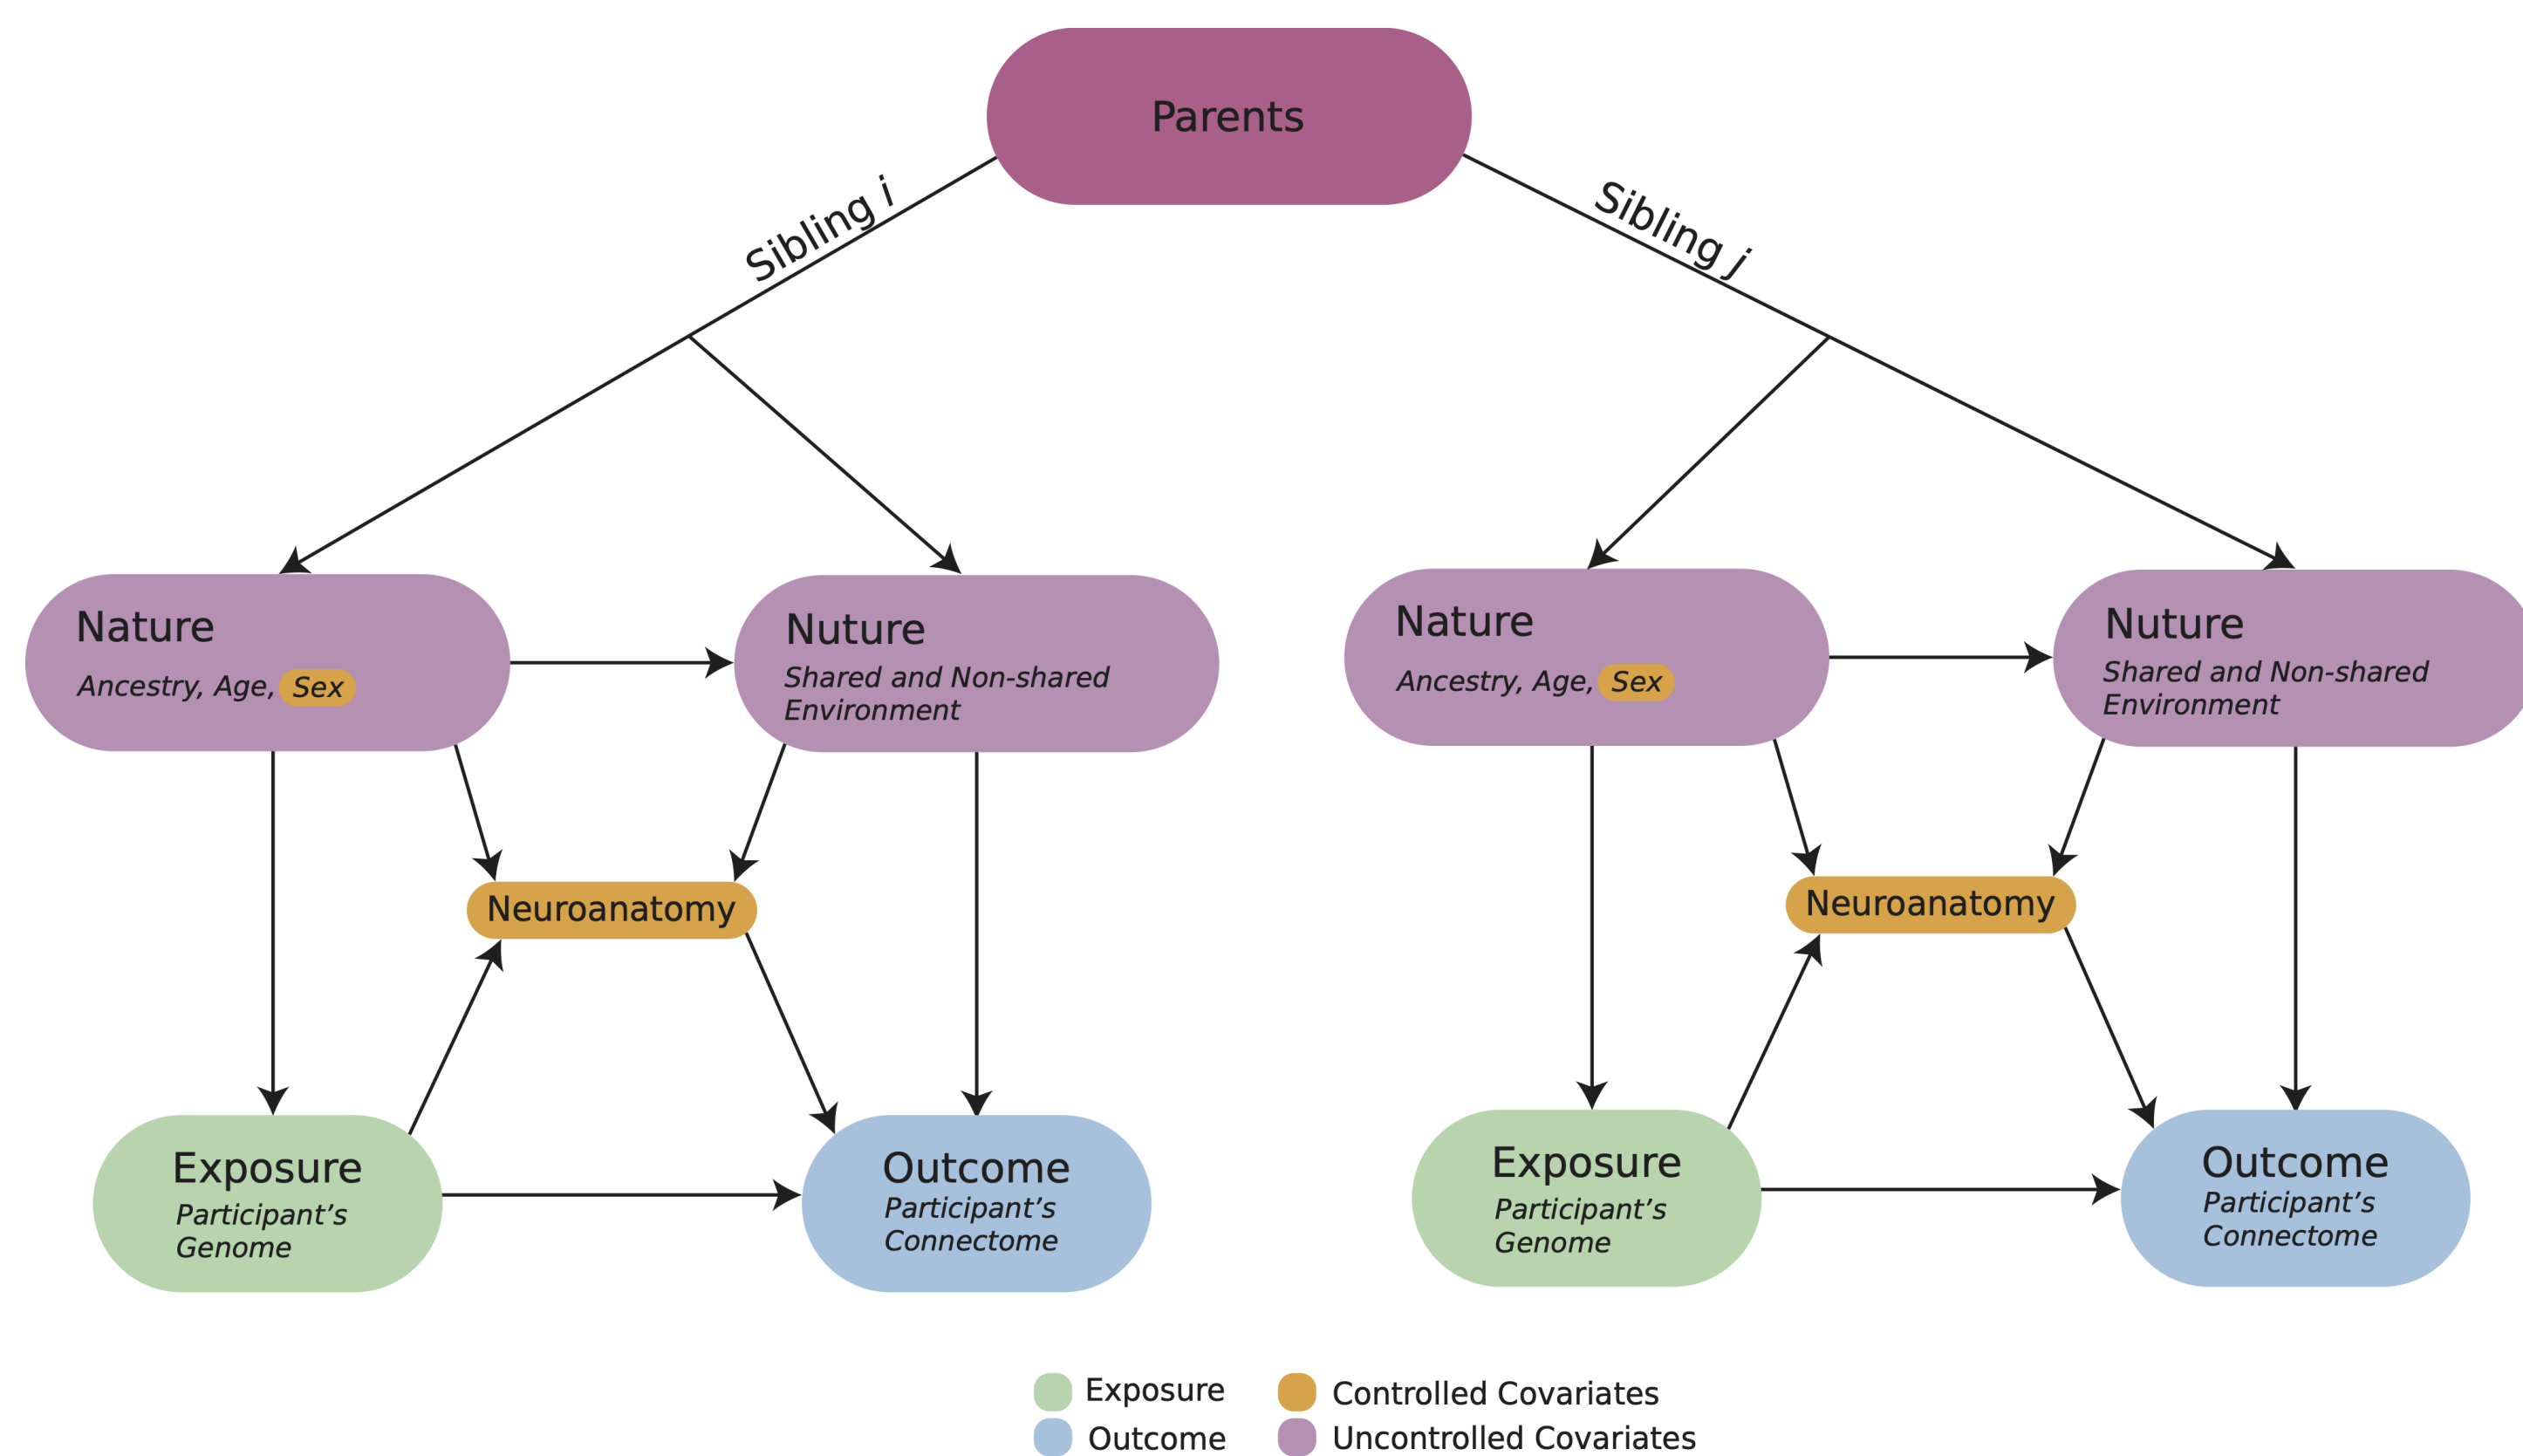 Parents
Sibling i
Sibling j
Nature
Ancestry, Age, Sex
Nuture
Shared and Non-shared
Environment
Nature
Ancestry, Age, Sex
Nuture
Shared and Non-shared
Environment
Neuroanatomy
Neuroanatomy
Exposure
Participant’s
Genome
Outcome
Participant’s
Connectome
Exposure
Participant’s
Genome
Outcome
Participant’s
Connectome
Exposure
Controlled Covariates
Outcome
Uncontrolled Covariates